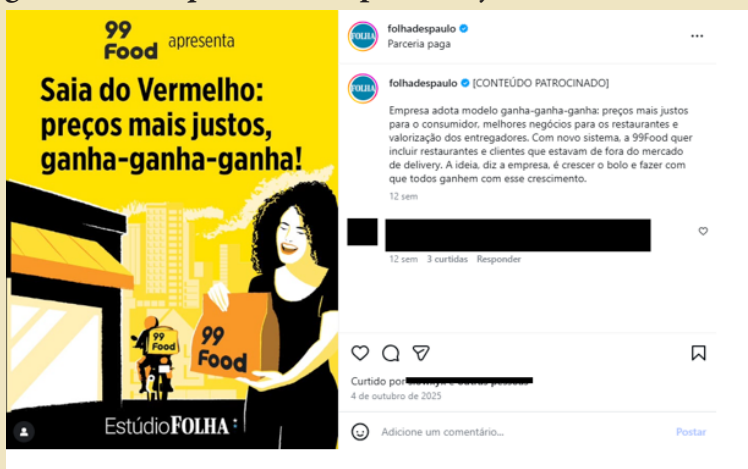 99
Food apresenta
Saia do Vermelho:
preços mais justos,
ganha-ganha-ganha!
99
Food
99
Food
EstúdioFOLHA:
FOLHA
folhadespaulo
Parceria paga
FOLHA
folhadespaulo [CONTEÚDO PATROCINADO]
Empresa adota modelo ganha-ganha-ganha: preços mais justos
para o consumidor, melhores negócios para os restaurantes e
valorização dos entregadores. Com novo sistema, a 99Food quer
incluir restaurantes e clientes que estavam de fora do mercado
de delivery. A ideia, diz a empresa, é crescer o bolo e fazer com
que todos ganhem com esse crescimento.
12 sem
12 sem 3 curtidas Responder
Curtido por
4 de outubro de 2025
Adicione um comentário... Postar